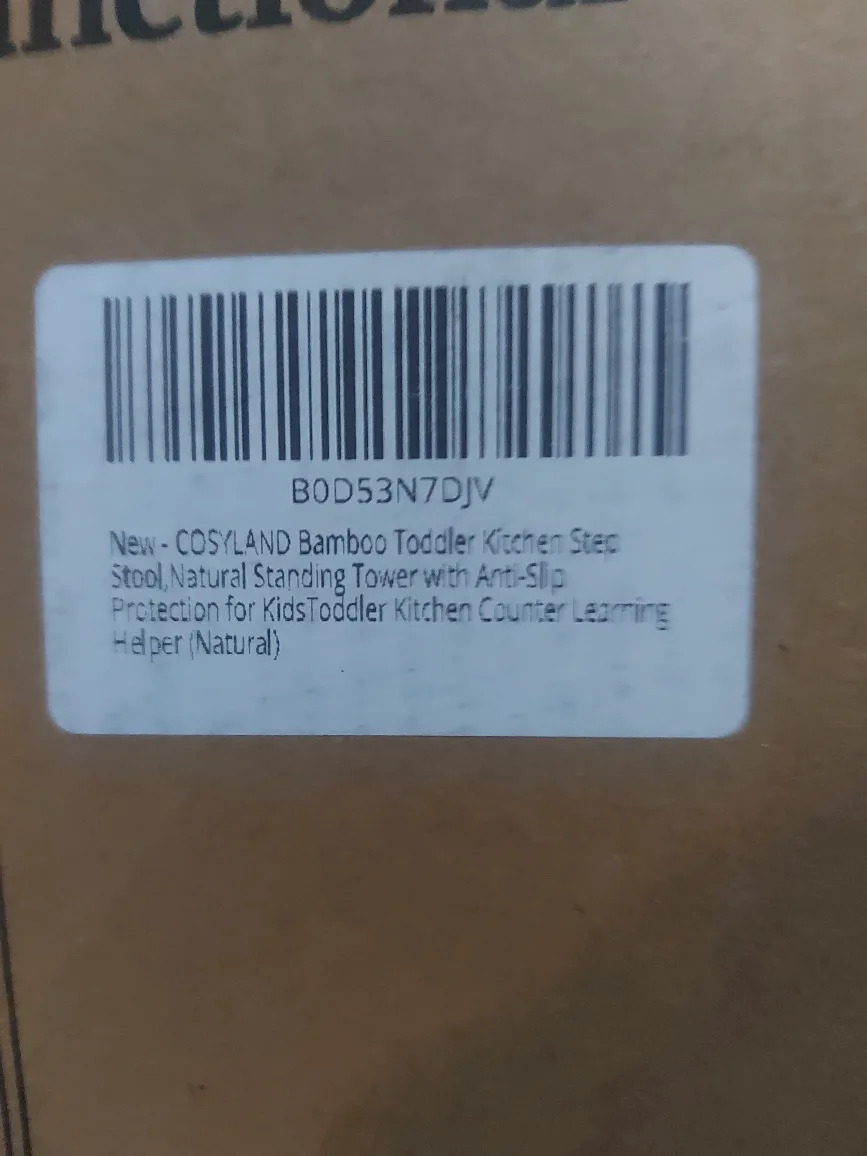 B0D53N7DJV
New - COSYLAND Bamboo Toddler Kitchen Step
Stool,Natural Standing Tower with Anti-Slip
Protection for KidsToddler Kitchen Counter Learning
Helper (Natural)